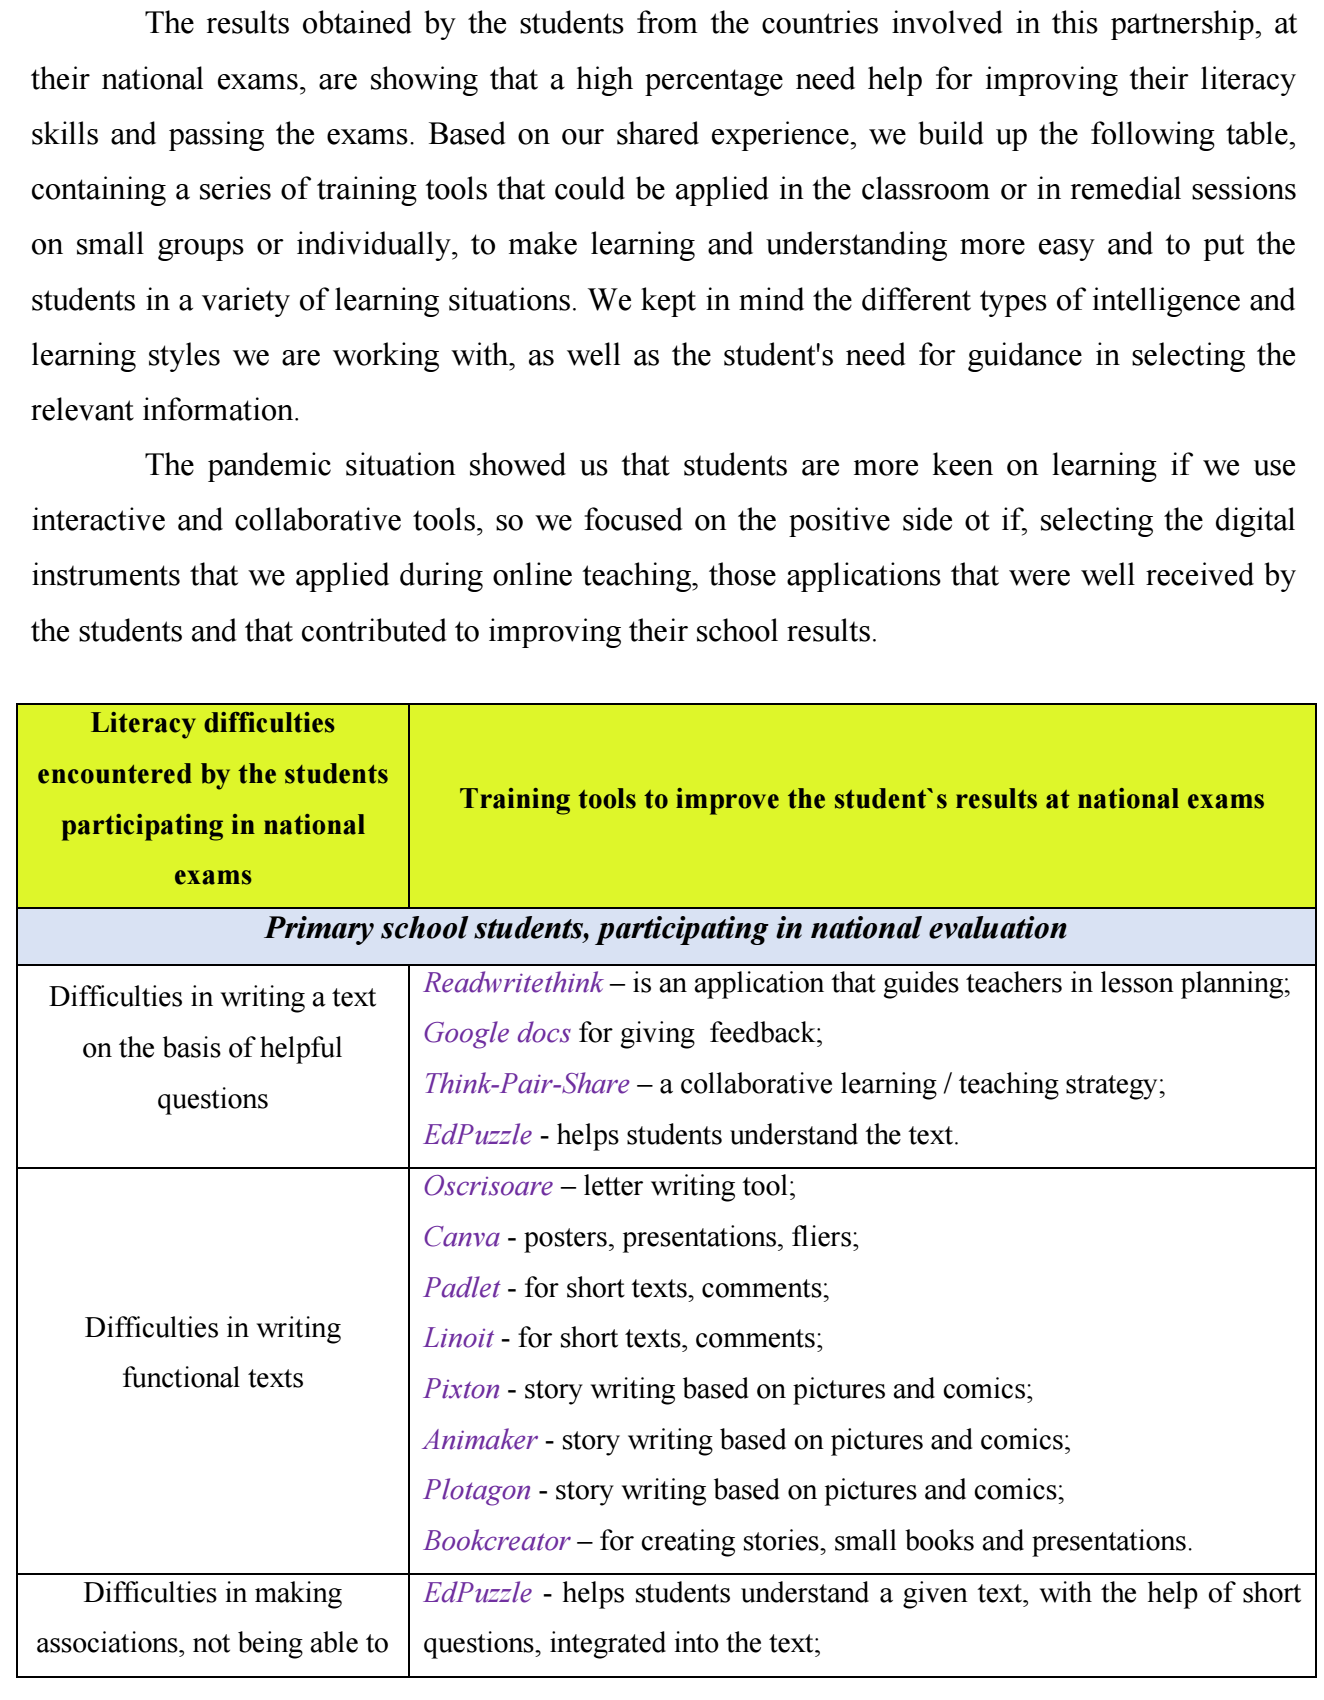 The results obtained by the students from the countries involved in this partnership, at
their national exams, are showing that a high percentage need help for improving their literacy
skills and passing the exams. Based on our shared experience, we build up the following table,
containing a series of training tools that could be applied in the classroom or in remedial sessions
on small groups or individually, to make learning and understanding more easy and to put the
students in a variety of learning situations. We kept in mind the different types of intelligence and
learning styles we are working with, as well as the student's need for guidance in selecting the
relevant information.
The pandemic situation showed us that students are more keen on learning if we use
interactive and collaborative tools, so we focused on the positive side ot if, selecting the digital
instruments that we applied during online teaching, those applications that were well received by
the students and that contributed to improving their school results.
Literacy difficulties
encountered by the students
participating in national
exams
Training tools to improve the student`s results at national exams
Primary school students, participating in national evaluation
Difficulties in writing a text
on the basis of helpful
questions
Readwritethink – is an application that guides teachers in lesson planning;
Google docs for giving  feedback;
Think-Pair-Share – a collaborative learning / teaching strategy;
EdPuzzle - helps students understand the text.
Difficulties in writing
functional texts
Oscrisoare – letter writing tool;
Canva - posters, presentations, fliers;
Padlet - for short texts, comments;
Linoit - for short texts, comments;
Pixton - story writing based on pictures and comics;
Animaker - story writing based on pictures and comics;
Plotagon - story writing based on pictures and comics;
Bookcreator – for creating stories, small books and presentations.
Difficulties in making
associations, not being able to
EdPuzzle - helps students understand a given text, with the help of short
questions, integrated into the text;